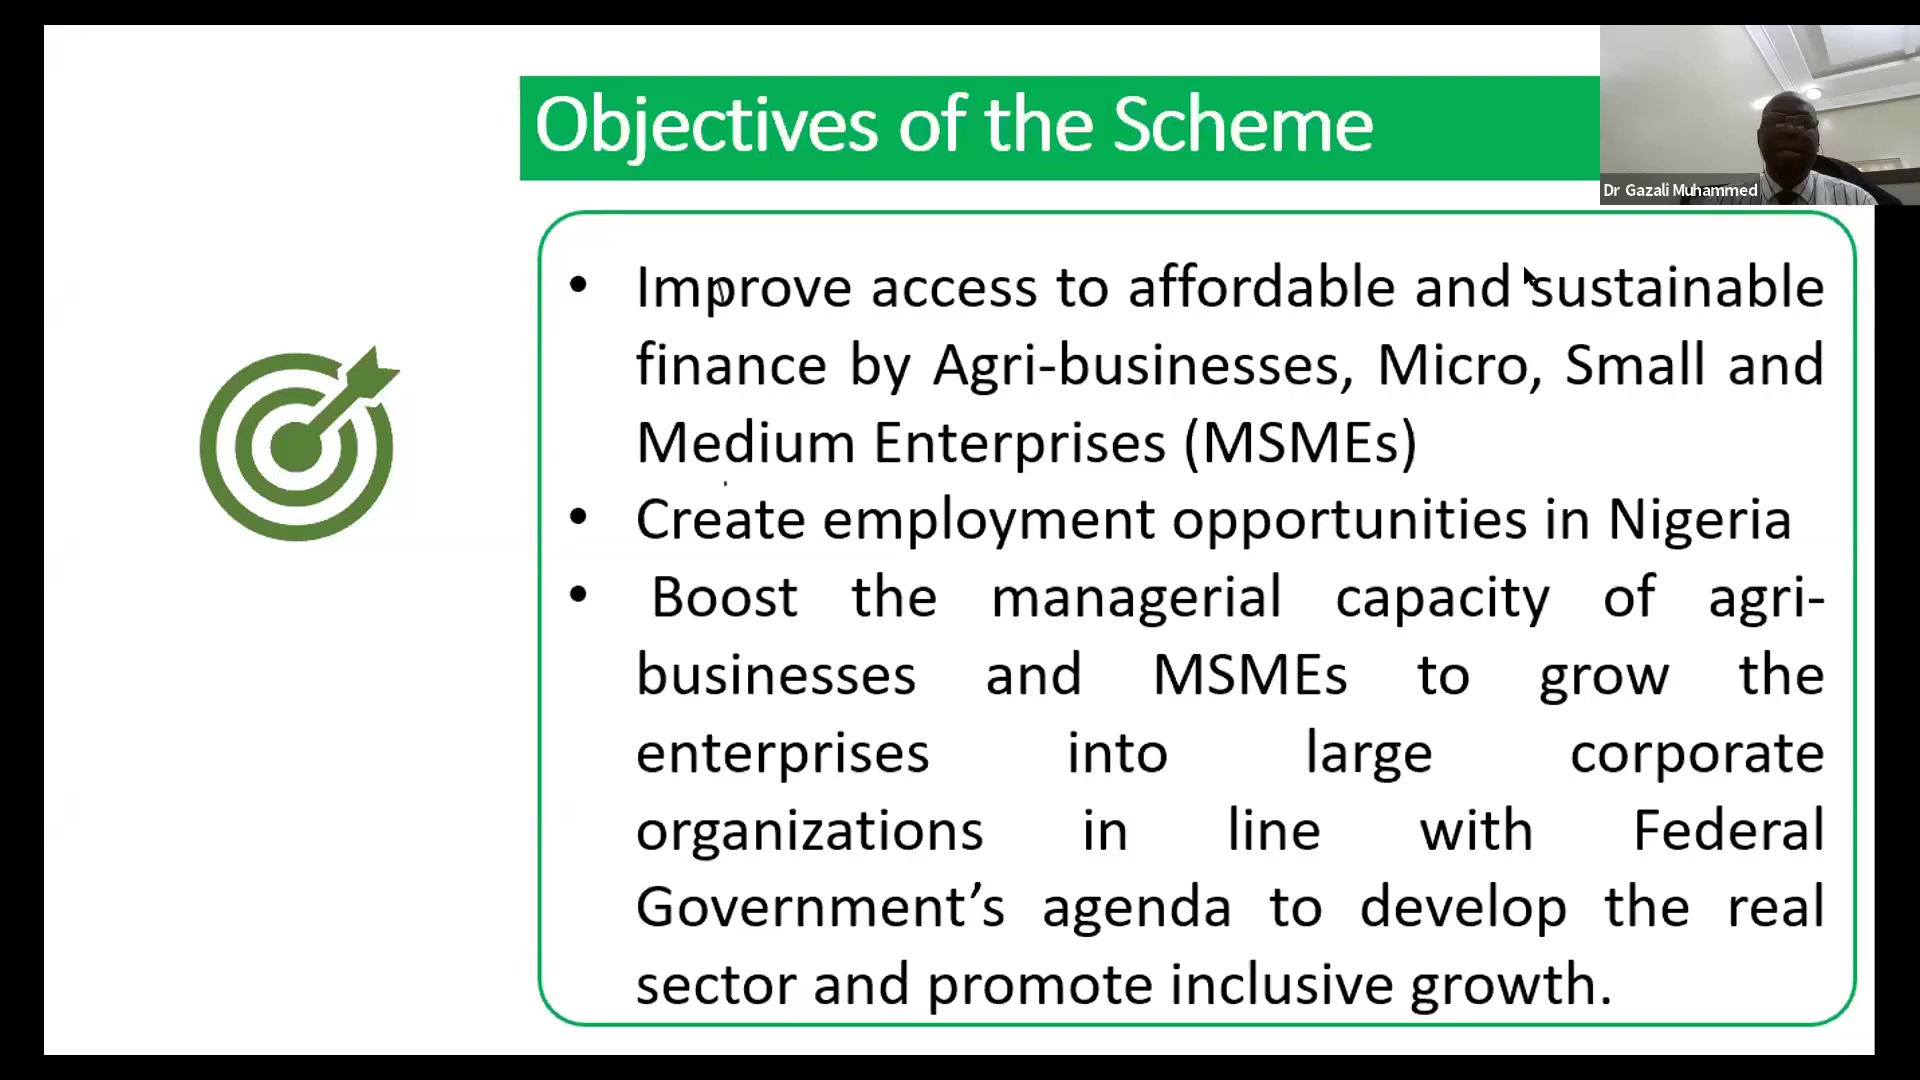 Objectives of the Scheme
Dr Gazali Muhammed
• Improve access to affordable and sustainable
finance by Agri-businesses, Micro, Small and
Medium Enterprises (MSMEs)
• Create employment opportunities in Nigeria
• Boost the managerial capacity of agri-
businesses and MSMEs to grow the
enterprises into large corporate
organizations in line with Federal
Government’s agenda to develop the real
sector and promote inclusive growth.